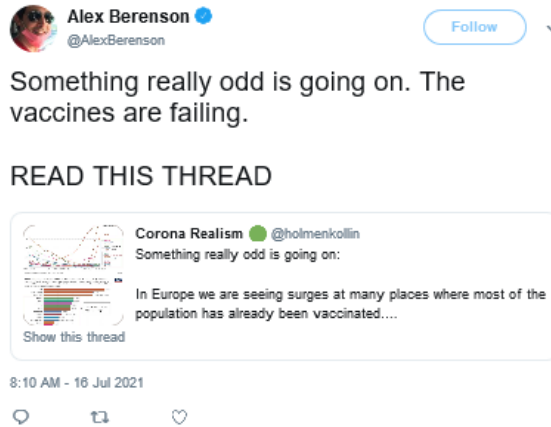 Alex Berenson
@AlexBerenson
Follow
Something really odd is going on. The
vaccines are failing.
READ THIS THREAD
Corona Realism @holmenkollin
Something really odd is going on:
In Europe we are seeing surges at many places where most of the
population has already been vaccinated....
Show this thread
8:10 AM - 16 Jul 2021